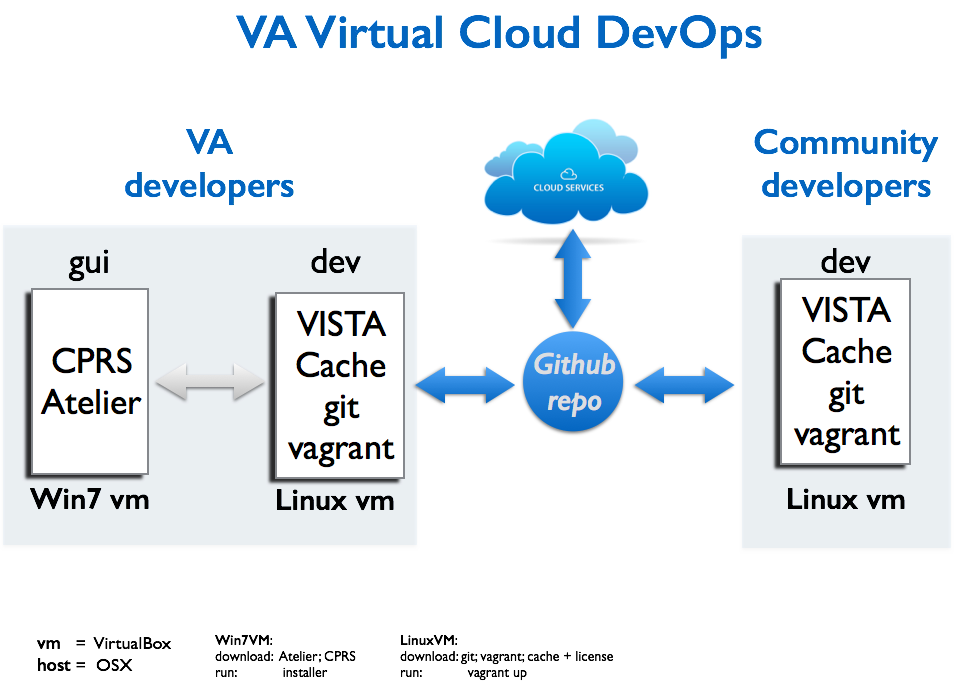 VA Virtual Cloud DevOps
VA
developers
CLOUD SERVICES
Community
developers
gui
CPRS
Atelier
Win7 vm
dev
VISTA
Cache
git
vagrant
Linux vm
Github
repo
dev
VISTA
Cache
git
vagrant
Linux vm
vm = VirtualBox
host = OSX
Win7VM:
download: Atelier; CPRS
run: installer
LinuxVM:
download: git; vagrant; cache + license
run: vagrant up